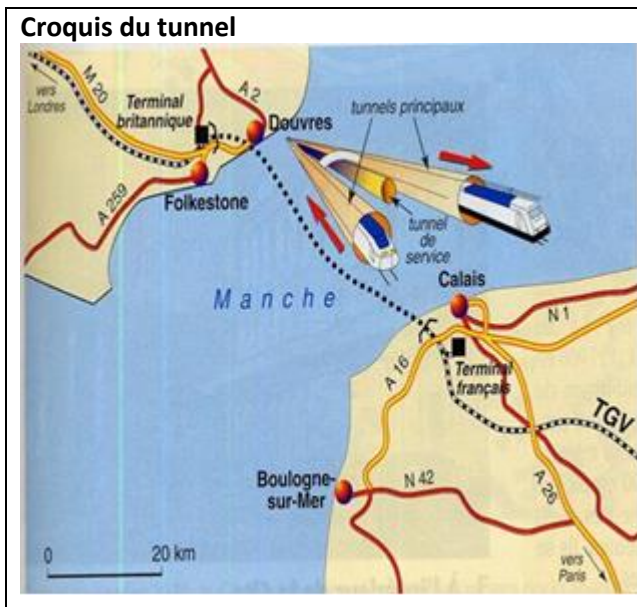 Croquis du tunnel
vers
Londres
M 20
A 2
Terminal
britannique
Douvres
tunnels principaux
A 259
Folkestone
tunnel
de
service
Manche
Calais
N 1
A 16
Terminal
français
TGV
Boulogne-
sur-Mer
N 42
A 26
0
20 km
vers
Paris